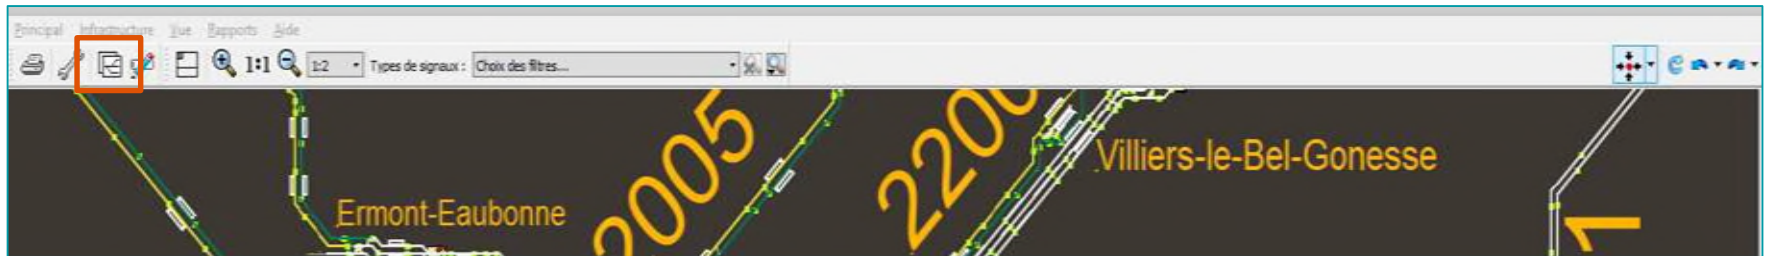 Principal Infrastructure Vue Rapports Aide
1:1 1:2 Types de signaux : Choix des filtres...
2005
2200
Villiers-le-Bel-Gonesse
Ermont-Eaubonne
1